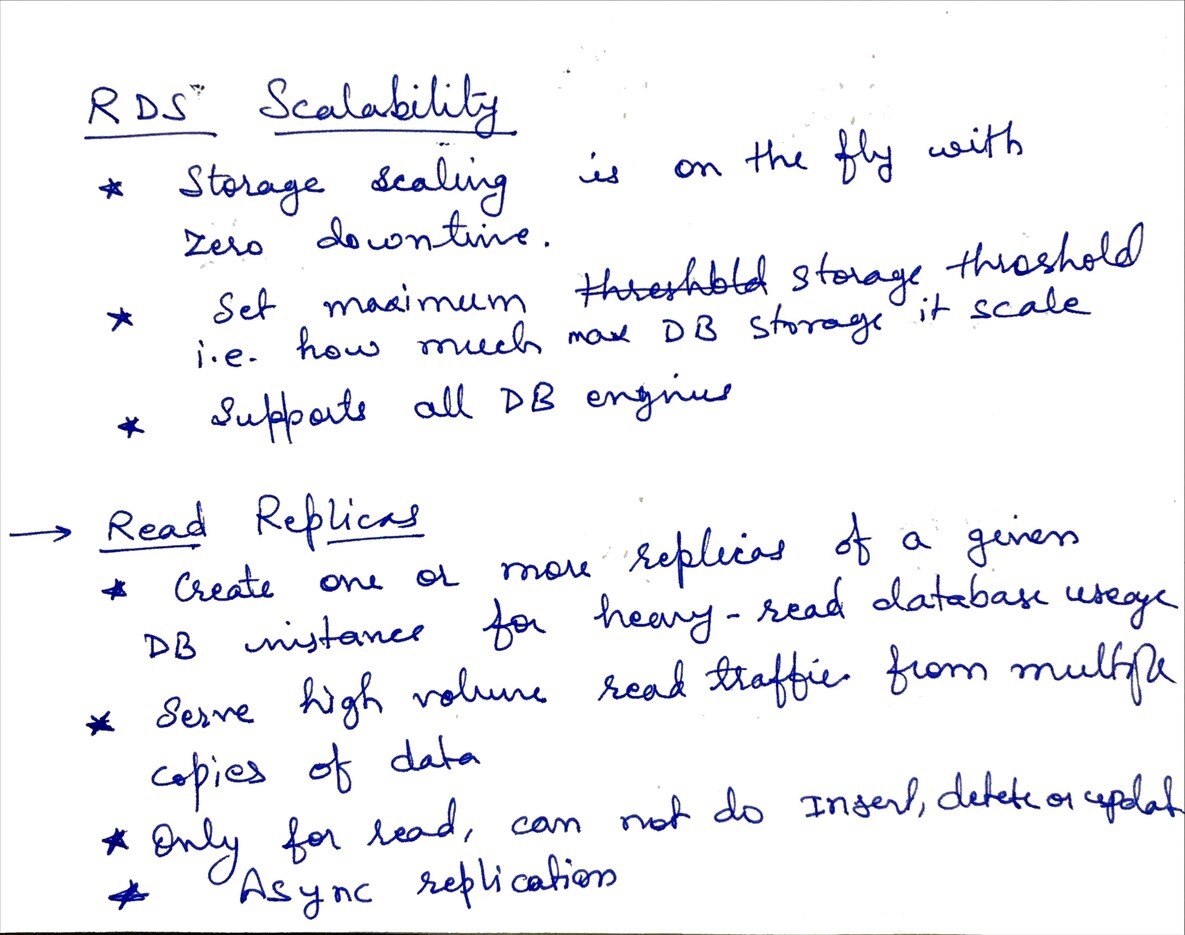 RDS Scalability
* Storage scaling is on the fly with
zero downtime.
* Set maximum ~~threshold~~ storage throshold
i.e. how much max DB storage it scale
* Supports all DB engines
→ Read Replicas
* Create one or more replicas of a given
DB instance for heavy-read database useage
* Serve high volume read traffic from multiple
copies of data
* Only for read, can not do Insert, delete or updat
* Async replication